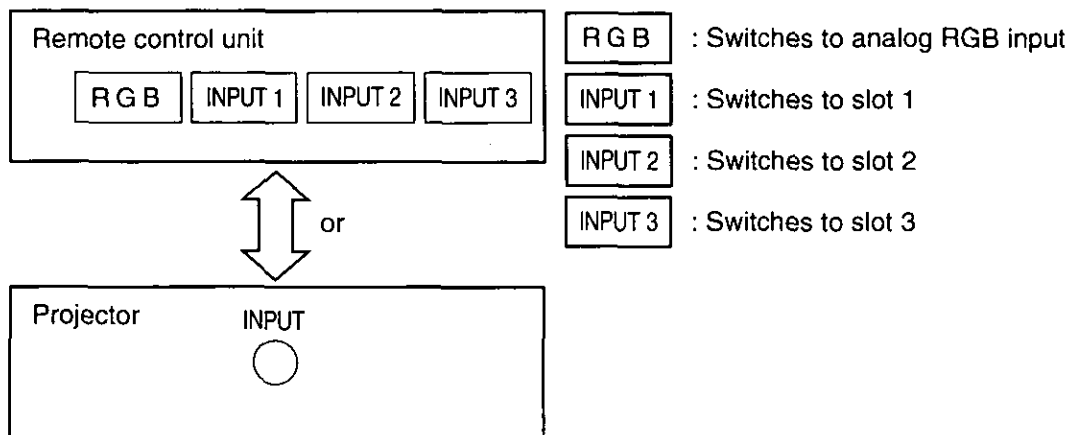 Remote control unit
RGB INPUT 1 INPUT 2 INPUT 3
RGB : Switches to analog RGB input
INPUT 1 : Switches to slot 1
INPUT 2 : Switches to slot 2
INPUT 3 : Switches to slot 3
or
Projector
INPUT